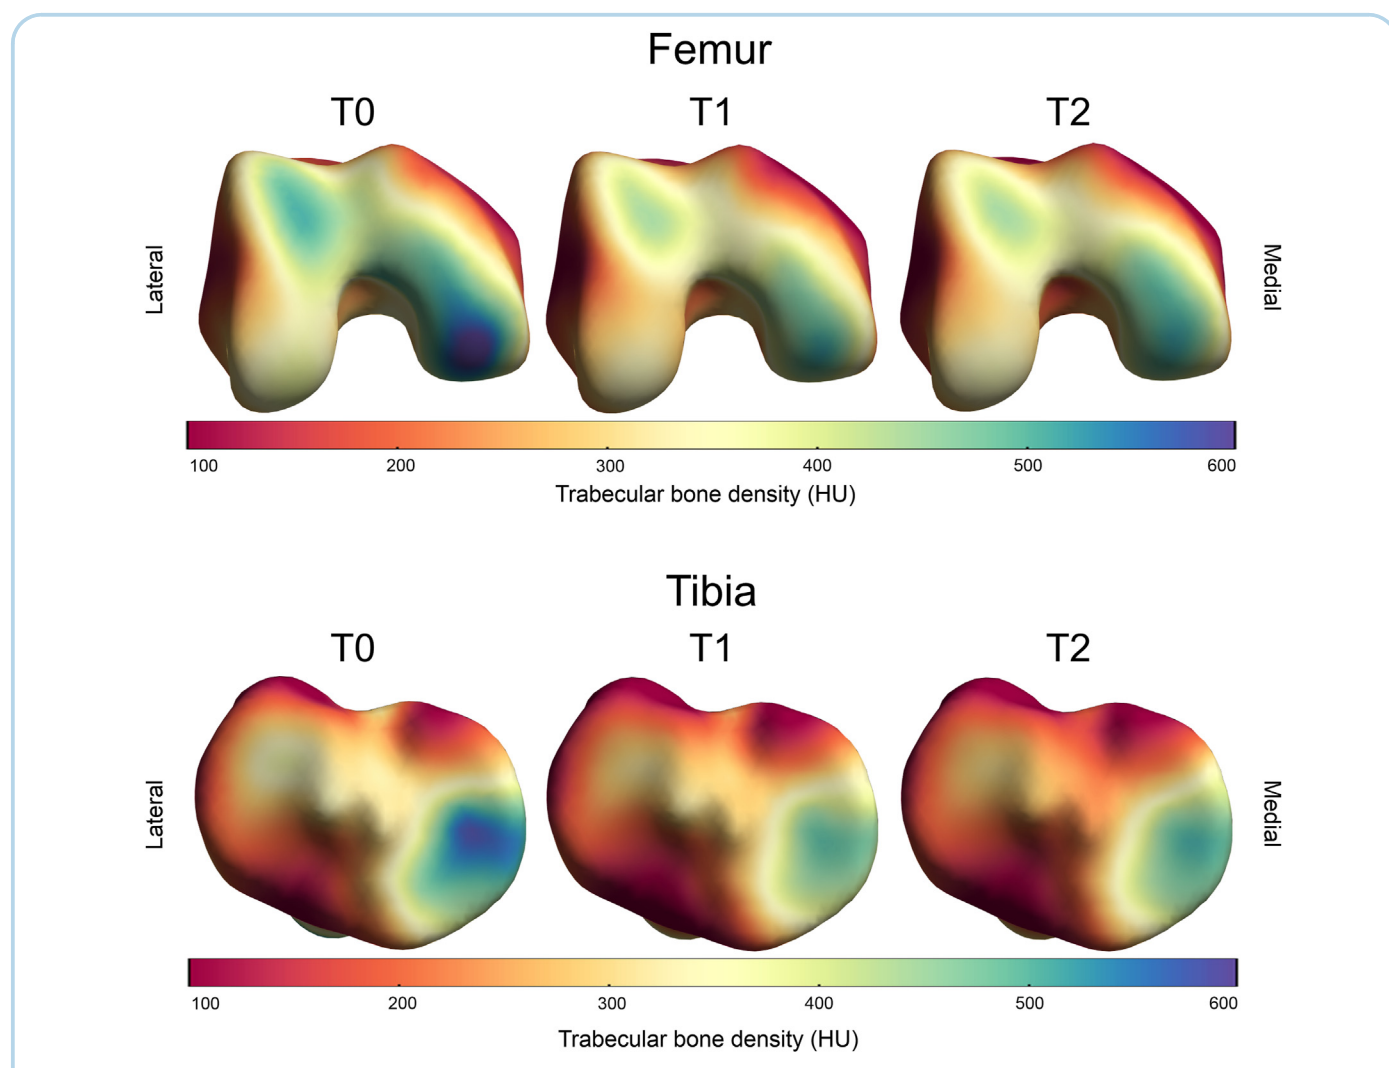 Femur
T0 T1 T2
Lateral
Medial
100 200 300 400 500 600
Trabecular bone density (HU)
Tibia
T0 T1 T2
Lateral
Medial
100 200 300 400 500 600
Trabecular bone density (HU)